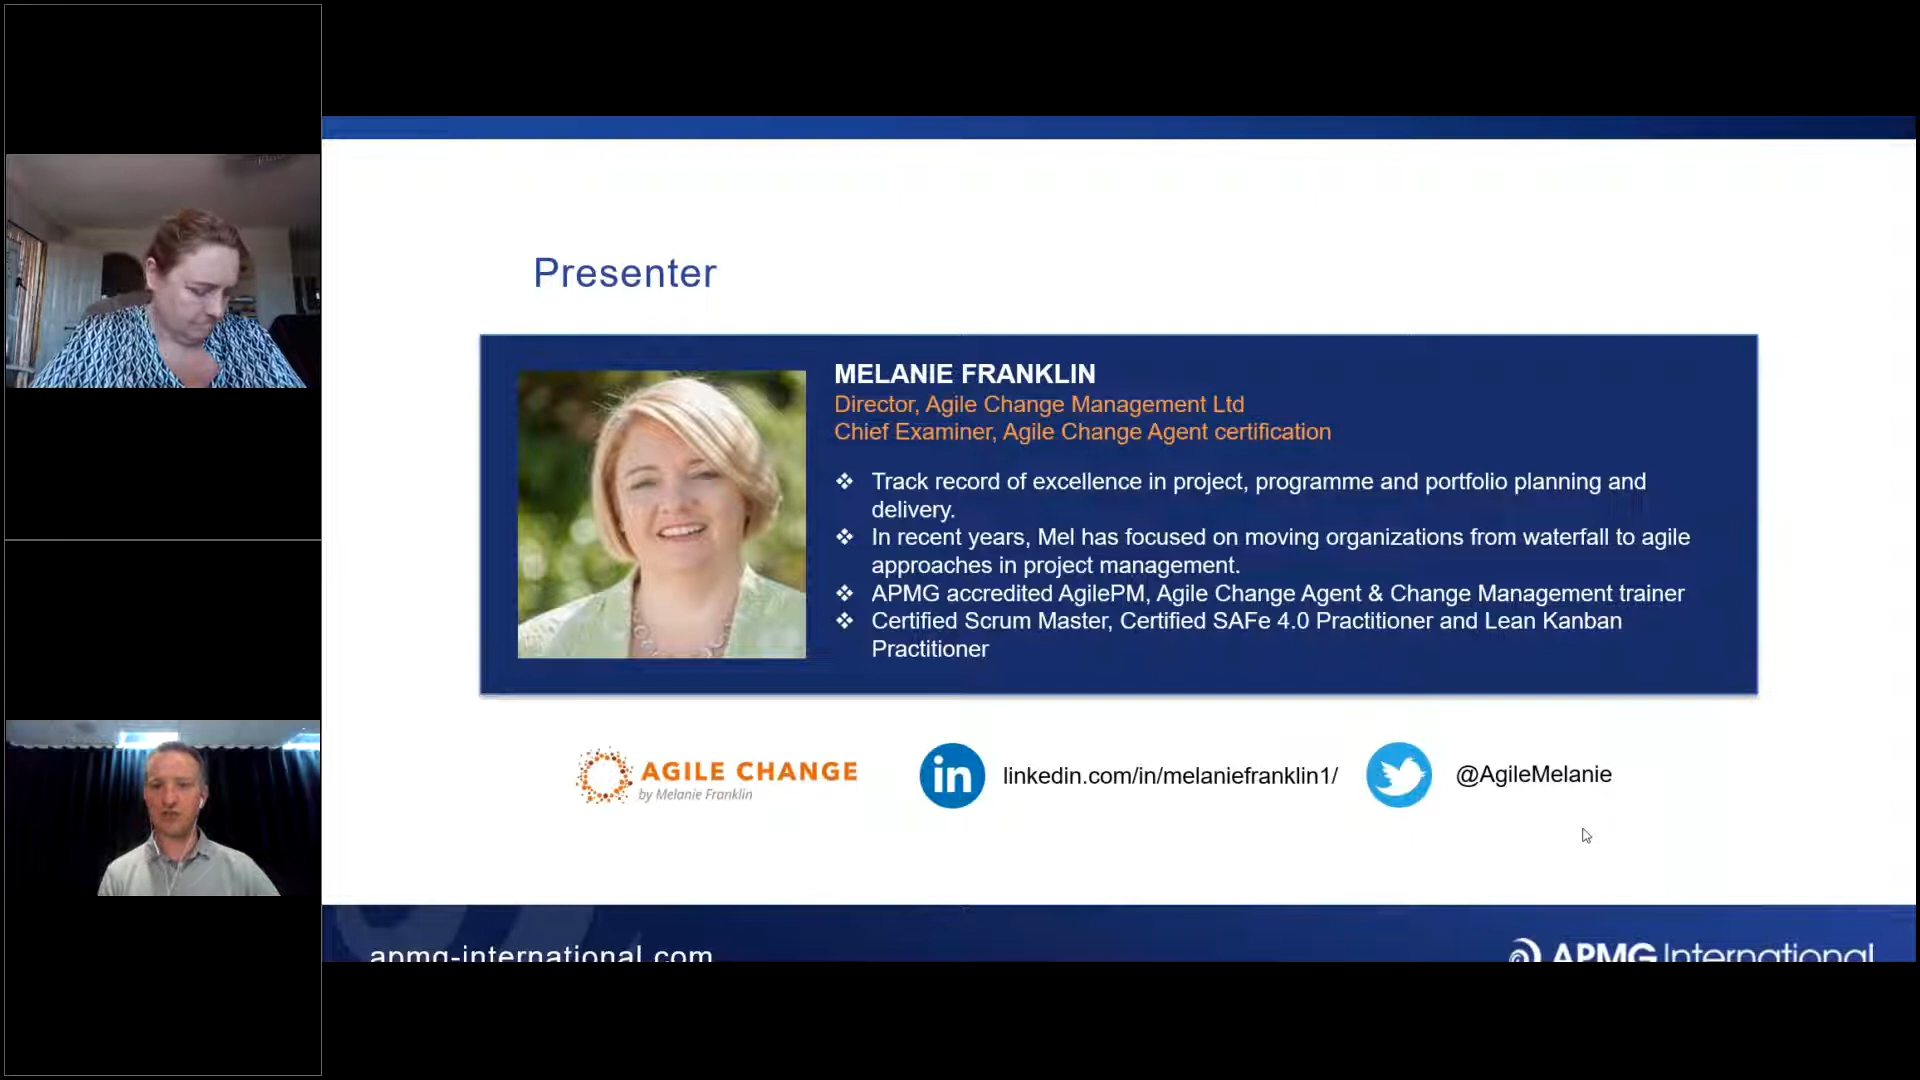 Presenter
MELANIE FRANKLIN
Director, Agile Change Management Ltd
Chief Examiner, Agile Change Agent certification
❖ Track record of excellence in project, programme and portfolio planning and
delivery.
❖ In recent years, Mel has focused on moving organizations from waterfall to agile
approaches in project management.
❖ APMG accredited AgilePM, Agile Change Agent & Change Management trainer
❖ Certified Scrum Master, Certified SAFe 4.0 Practitioner and Lean Kanban
Practitioner
AGILE CHANGE
by Melanie Franklin
in
linkedin.com/in/melaniefranklin1/
@AgileMelanie
apmg-international.com
APMG International